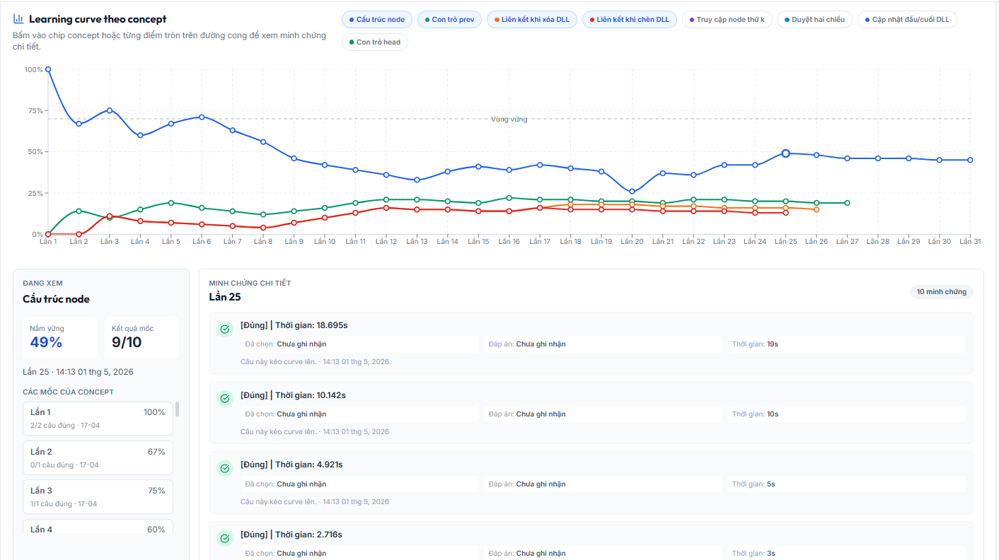 Learning curve theo concept
Bấm vào chip concept hoặc từng điểm tròn trên đường cong để xem minh chứng
chi tiết.
Cấu trúc node
Con trỏ prev
Liên kết khi xóa DLL
Liên kết khi chèn DLL
Truy cập node thứ k
Duyệt hai chiều
Cập nhật đầu/cuối DLL
Con trỏ head
100%
75%
Vùng vững
50%
25%
0%
Lần 1 Lần 2 Lần 3 Lần 4 Lần 5 Lần 6 Lần 7 Lần 8 Lần 9 Lần 10 Lần 11 Lần 12 Lần 13 Lần 14 Lần 15 Lần 16 Lần 17 Lần 18 Lần 19 Lần 20 Lần 21 Lần 22 Lần 23 Lần 24 Lần 25 Lần 26 Lần 27 Lần 28 Lần 29 Lần 30 Lần 31
ĐANG XEM
Cấu trúc node
Nắm vững
49%
Kết quả mốc
9/10
Lần 25 · 14:13 01 thg 5, 2026
CÁC MỐC CỦA CONCEPT
Lần 1 100%
2/2 câu đúng · 17-04
Lần 2 67%
0/1 câu đúng · 17-04
Lần 3 75%
1/1 câu đúng · 17-04
Lần 4 60%
MINH CHỨNG CHI TIẾT
Lần 25
10 minh chứng
[Đúng] | Thời gian: 18.695s
Đã chọn: Chưa ghi nhận Đáp án: Chưa ghi nhận Thời gian: 19s
Câu này kéo curve lên. · 14:13 01 thg 5, 2026
[Đúng] | Thời gian: 10.142s
Đã chọn: Chưa ghi nhận Đáp án: Chưa ghi nhận Thời gian: 10s
Câu này kéo curve lên. · 14:13 01 thg 5, 2026
[Đúng] | Thời gian: 4.921s
Đã chọn: Chưa ghi nhận Đáp án: Chưa ghi nhận Thời gian: 5s
Câu này kéo curve lên. · 14:13 01 thg 5, 2026
[Đúng] | Thời gian: 2.716s
Đã chọn: Chưa ghi nhận Đáp án: Chưa ghi nhận Thời gian: 3s